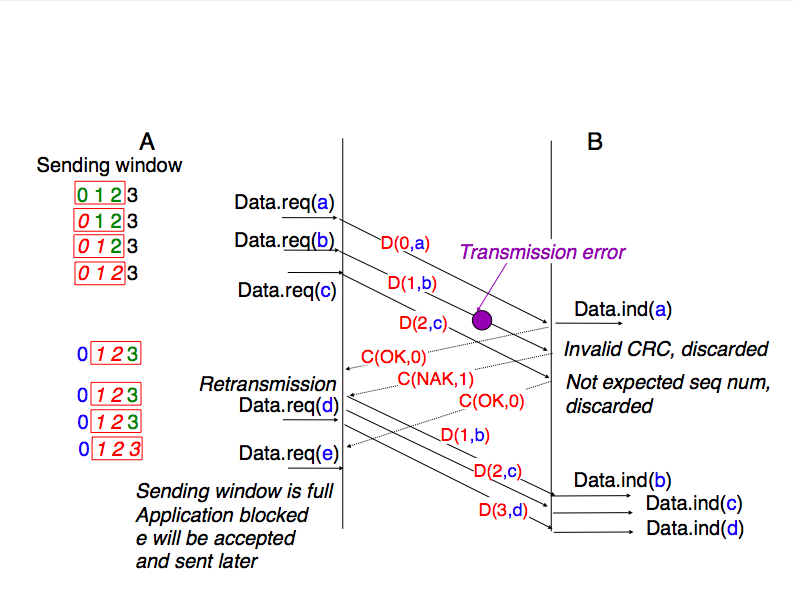 A
B
Sending window
0 1 2 3
Data.req(a)
0 1 2 3
Data.req(b)
D(0,a)
0 1 2 3
Transmission error
0 1 2 3
D(1,b)
Data.req(c)
Data.ind(a)
D(2,c)
0 1 2 3
C(OK,0)
Invalid CRC, discarded
Retransmission
C(NAK,1)
Not expected seq num,
discarded
0 1 2 3
Data.req(d)
C(OK,0)
0 1 2 3
D(1,b)
0 1 2 3
Data.req(e)
D(2,c)
Data.ind(b)
Sending window is full
Application blocked
e will be accepted
and sent later
D(3,d)
Data.ind(c)
Data.ind(d)